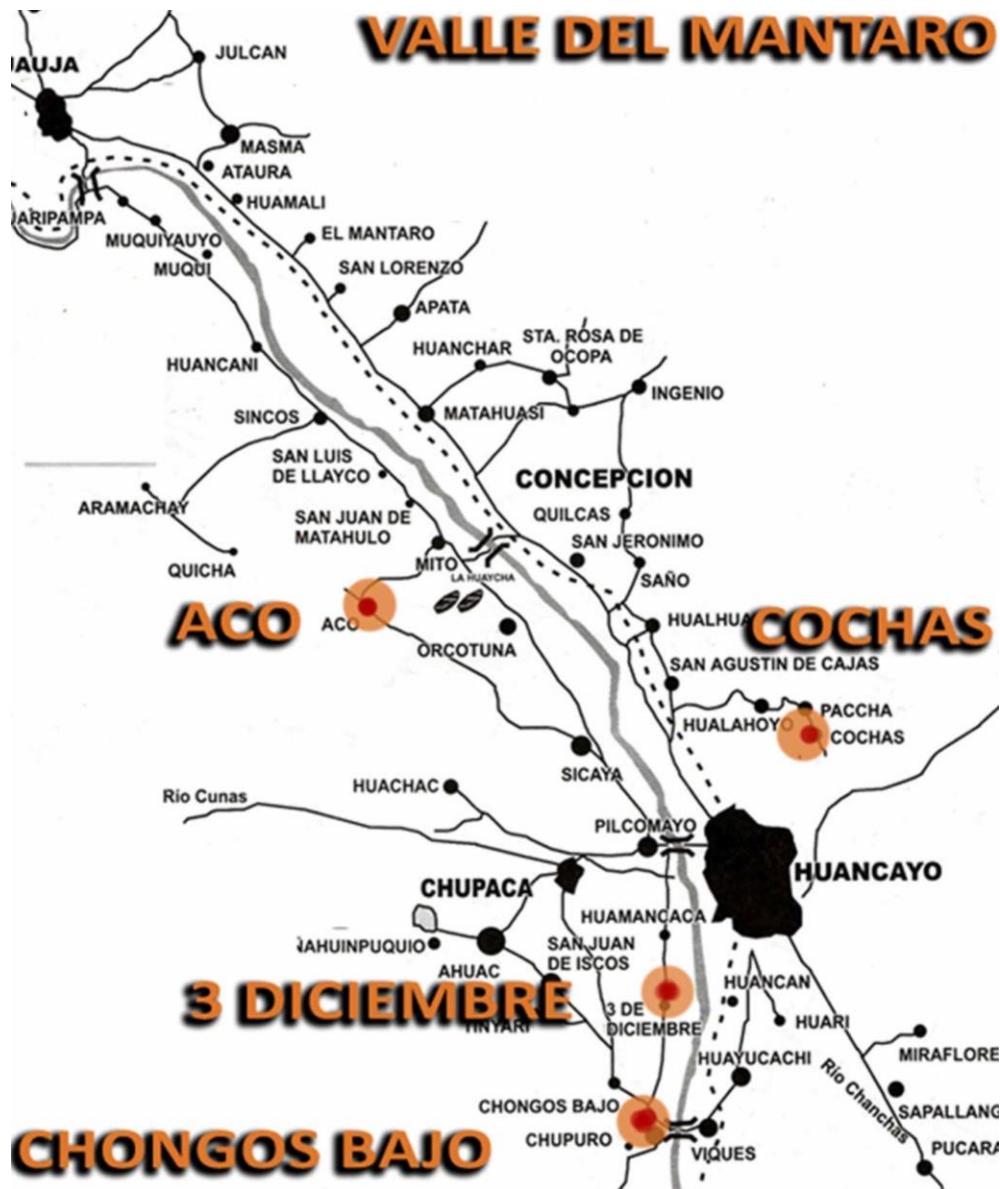 VALLE DEL MANTARO
JULCAN
JAUJA
MASMA
ATAURA
HUAMALI
ARIPAMPA
EL MANTARO
MUQUIYAUYO
MUQUI
SAN LORENZO
APATA
STA. ROSA DE
OCOPA
HUANCHAR
HUANCANI
INGENIO
SINCOS
MATAHUASI
SAN LUIS
DE LLAYCO
CONCEPCION
ARAMACHAY
SAN JUAN DE
MATAHULO
QUILCAS
SAN JERONIMO
QUICHA
MITO
LA HUAYCHA
SAÑO
ACO
ACO
HUALHUA
COCHAS
ORCOTUNA
SAN AGUSTIN DE CAJAS
HUALAHOYO
PACCHA
COCHAS
SICAYA
HUACHAC
Río Cunas
PILCOMAYO
HUANCAYO
CHUPACA
HUAMANCACA
ÑAHUINPUQUIO
SAN JUAN
DE ISCOS
AHUAC
HUANCAN
3 DICIEMBRE
3 DE
DICIEMBRE
TINYARI
HUARI
HUAYUCACHI
MIRAFLORE
Río Chanchas
CHONGOS BAJO
SAPALLANG
CHUPURO
CHONGOS BAJO
VIQUES
PUCARA